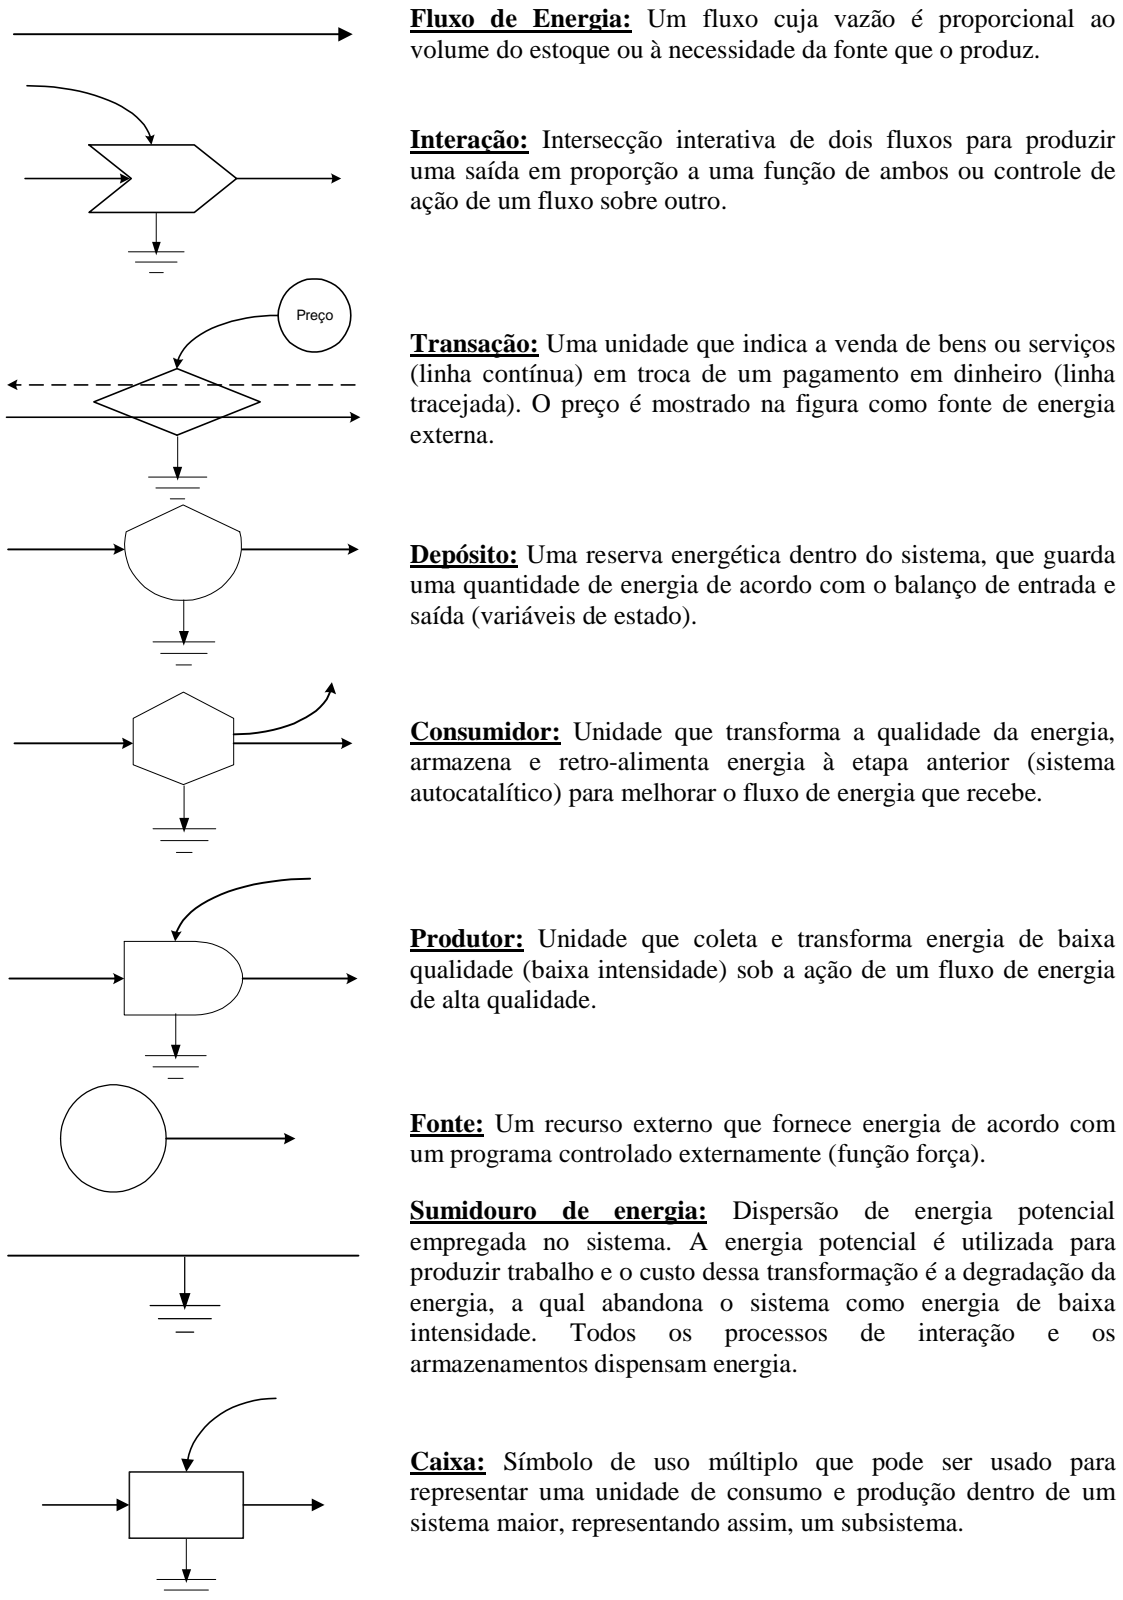 Fluxo de Energia: Um fluxo cuja vazão é proporcional ao
volume do estoque ou à necessidade da fonte que o produz.
Interação: Intersecção interativa de dois fluxos para produzir
uma saída em proporção a uma função de ambos ou controle de
ação de um fluxo sobre outro.
Preço
Transação: Uma unidade que indica a venda de bens ou serviços
(linha contínua) em troca de um pagamento em dinheiro (linha
tracejada). O preço é mostrado na figura como fonte de energia
externa.
Depósito: Uma reserva energética dentro do sistema, que guarda
uma quantidade de energia de acordo com o balanço de entrada e
saída (variáveis de estado).
Consumidor: Unidade que transforma a qualidade da energia,
armazena e retro-alimenta energia à etapa anterior (sistema
autocatalítico) para melhorar o fluxo de energia que recebe.
Produtor: Unidade que coleta e transforma energia de baixa
qualidade (baixa intensidade) sob a ação de um fluxo de energia
de alta qualidade.
Fonte: Um recurso externo que fornece energia de acordo com
um programa controlado externamente (função força).
Sumidouro de energia: Dispersão de energia potencial
empregada no sistema. A energia potencial é utilizada para
produzir trabalho e o custo dessa transformação é a degradação da
energia, a qual abandona o sistema como energia de baixa
intensidade. Todos os processos de interação e os
armazenamentos dispensam energia.
Caixa: Símbolo de uso múltiplo que pode ser usado para
representar uma unidade de consumo e produção dentro de um
sistema maior, representando assim, um subsistema.